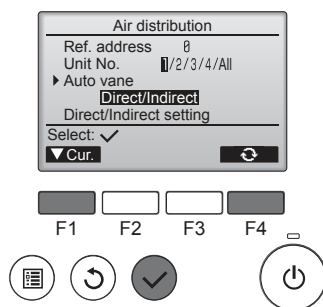 Air distribution
Ref. address 0
Unit No. 1/2/3/4/All
Auto vane
Direct/Indirect
Direct/Indirect setting
Select:
Cur.
F1 F2 F3 F4